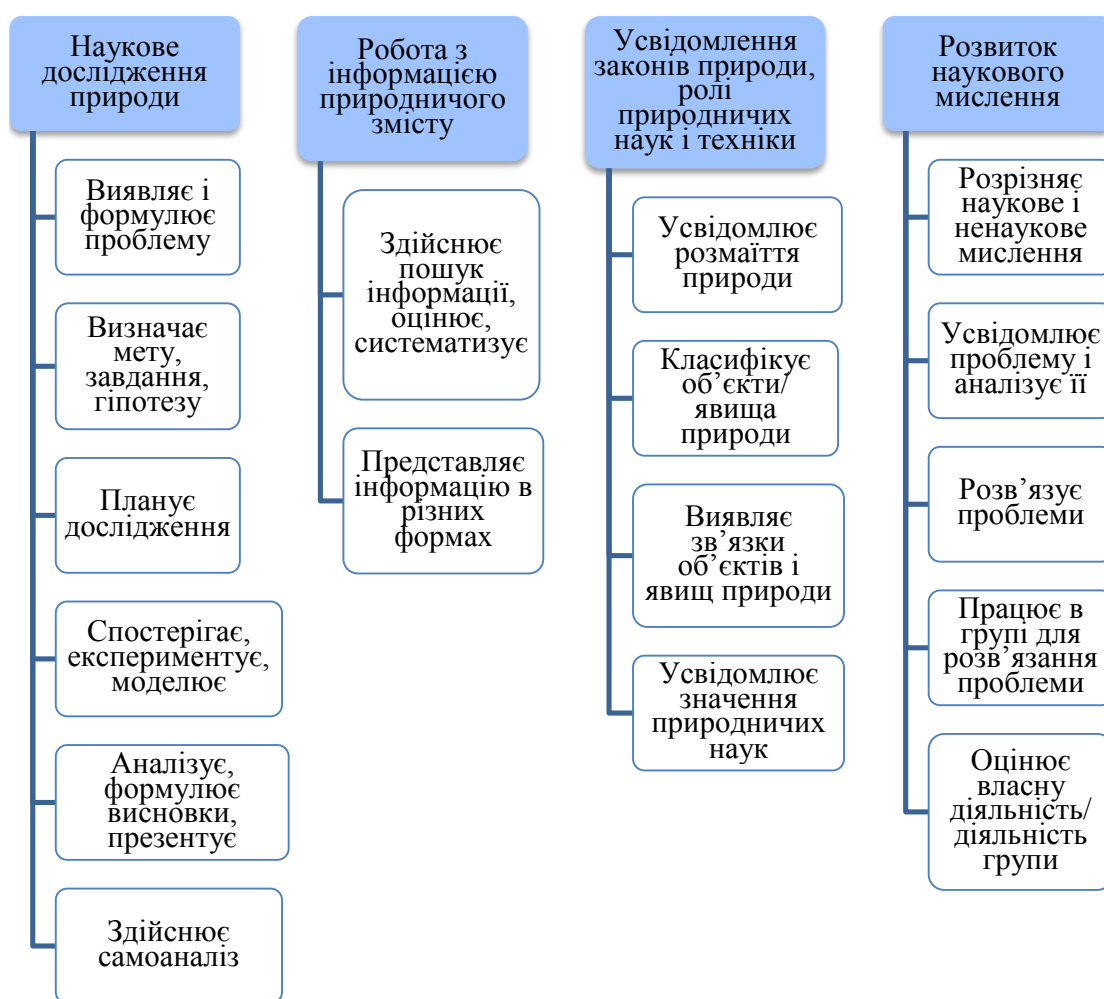 Наукове
дослідження
природи
Виявляє і
формулює
проблему
Визначає
мету,
завдання,
гіпотезу
Планує
дослідження
Спостерігає,
експериментує,
моделює
Аналізує,
формулює
висновки,
презентує
Здійснює
самоаналіз
Робота з
інформацією
природничого
змісту
Здійснює
пошук
інформації,
оцінює,
систематизує
Представляє
інформацію в
різних
формах
Усвідомлення
законів природи,
ролі
природничих
наук і техніки
Усвідомлює
розмаїття
природи
Класифікує
об’єкти/
явища
природи
Виявляє
зв’язки
об’єктів і
явищ природи
Усвідомлює
значення
природничих
наук
Розвиток
наукового
мислення
Розрізняє
наукове і
ненаукове
мислення
Усвідомлює
проблему і
аналізує її
Розв’язує
проблеми
Працює в
групі для
розв’язання
проблеми
Оцінює
власну
діяльність/
діяльність
групи